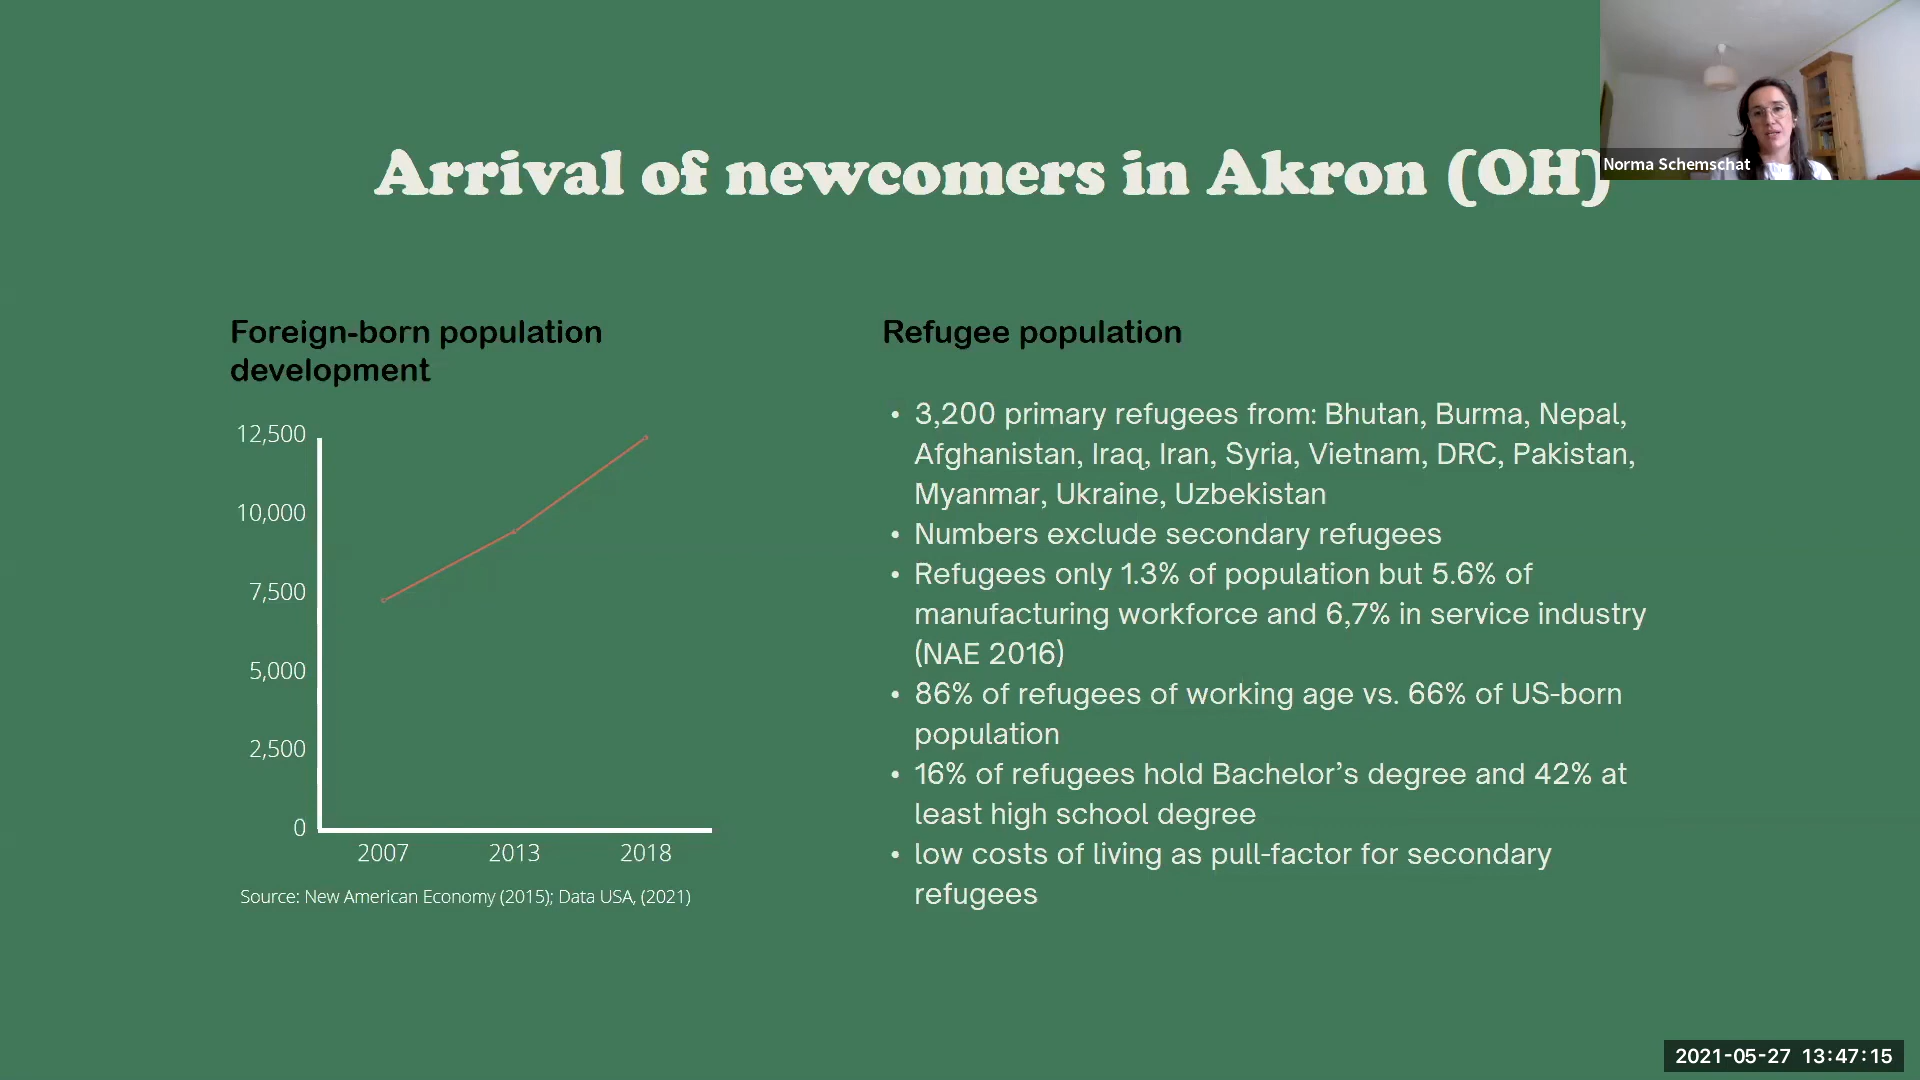 Norma Schemschat
Arrival of newcomers in Akron (OH)
Foreign-born population
development
12,500
10,000
7,500
5,000
2,500
0
2007 2013 2018
Source: New American Economy (2015); Data USA, (2021)
Refugee population
• 3,200 primary refugees from: Bhutan, Burma, Nepal,
Afghanistan, Iraq, Iran, Syria, Vietnam, DRC, Pakistan,
Myanmar, Ukraine, Uzbekistan
• Numbers exclude secondary refugees
• Refugees only 1.3% of population but 5.6% of
manufacturing workforce and 6,7% in service industry
(NAE 2016)
• 86% of refugees of working age vs. 66% of US-born
population
• 16% of refugees hold Bachelor's degree and 42% at
least high school degree
• low costs of living as pull-factor for secondary
refugees
2021-05-27 13:47:15